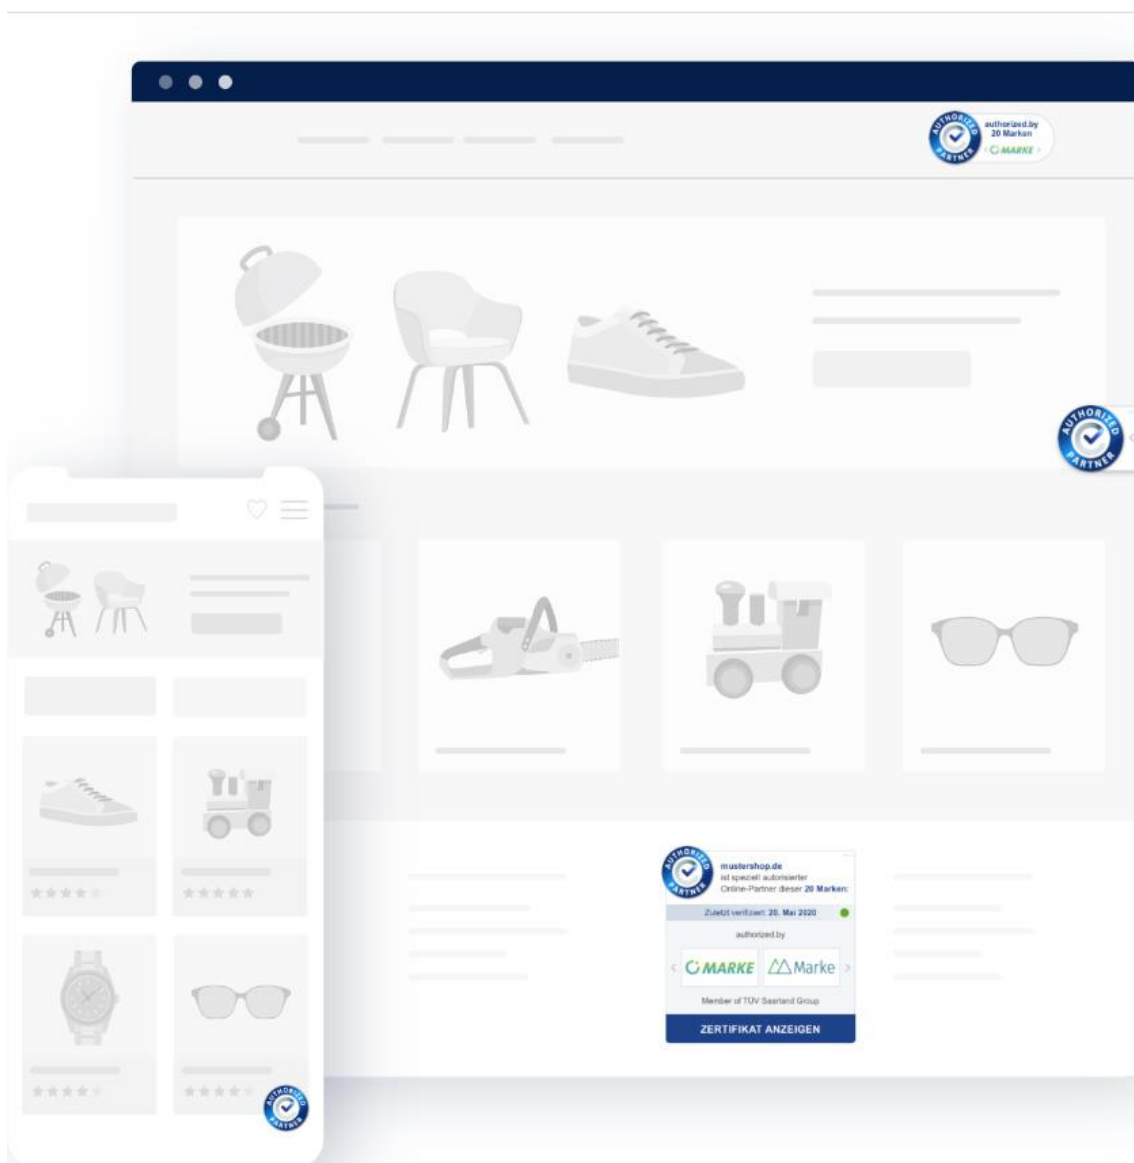 AUTHORIZED PARTNER
authorized.by
20 Marken
MARKE
AUTHORIZED PARTNER
AUTHORIZED PARTNER
mustershop.de
ist speziell autorisierter
Online-Partner dieser 20 Marken:
Zuletzt verifiziert: 20. Mai 2020
authorized.by
MARKE Marke
Member of TÜV Saarland Group
ZERTIFIKAT ANZEIGEN
AUTHORIZED PARTNER